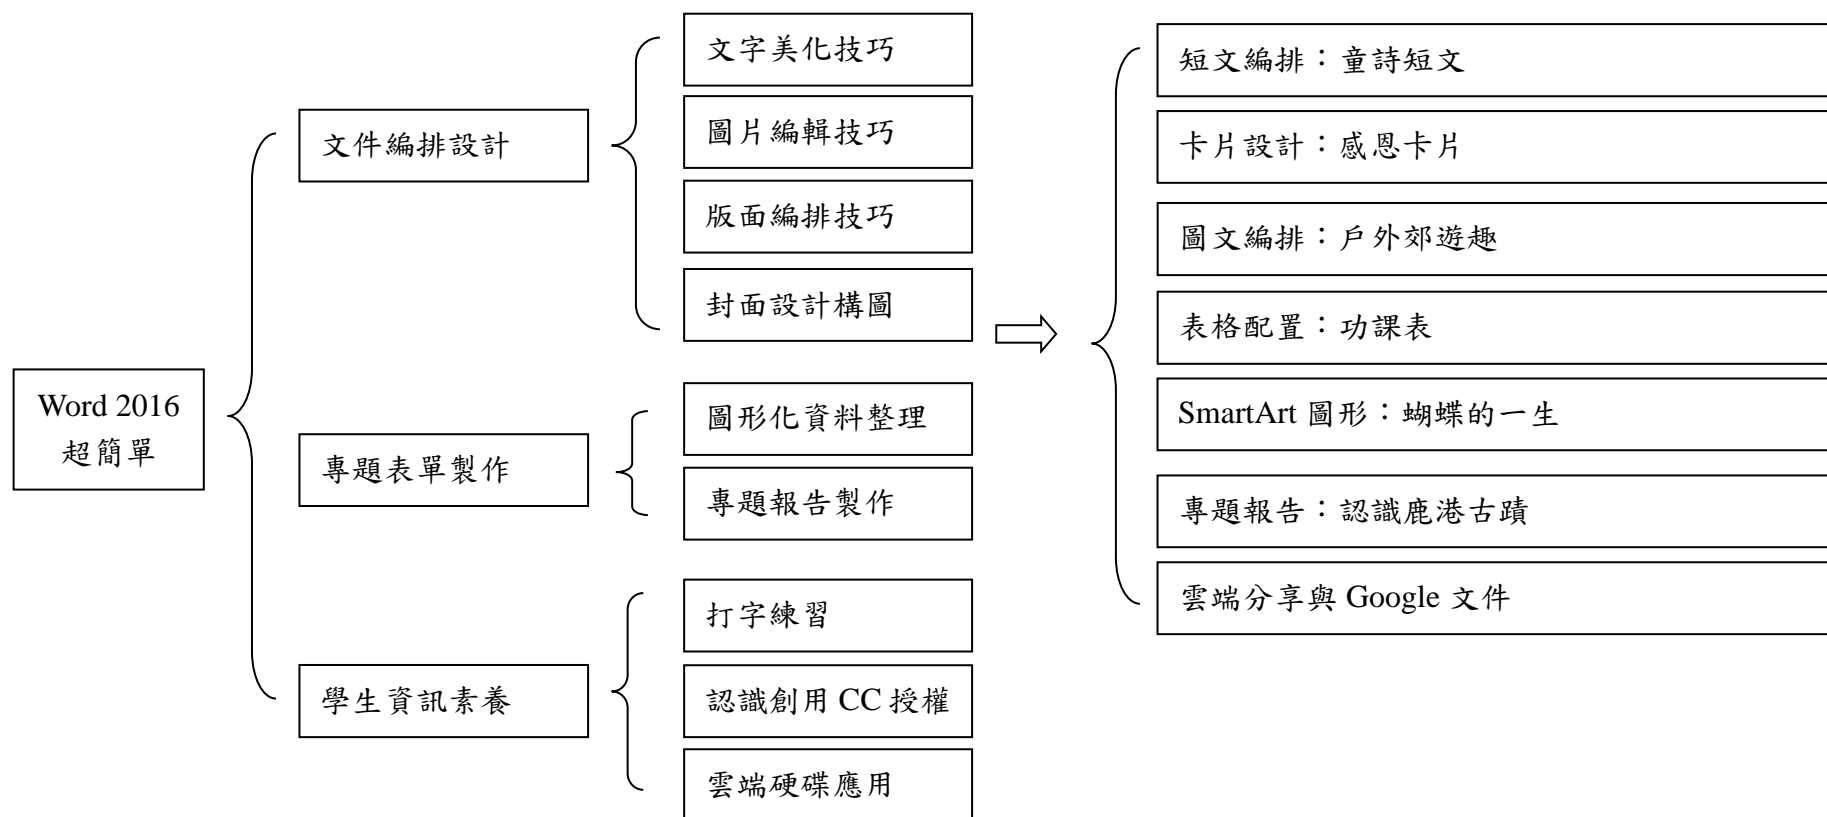 Word 2016
超簡單
文件編排設計
專題表單製作
學生資訊素養
文字美化技巧
圖片編輯技巧
版面編排技巧
封面設計構圖
圖形化資料整理
專題報告製作
打字練習
認識創用 CC 授權
雲端硬碟應用
短文編排：童詩短文
卡片設計：感恩卡片
圖文編排：戶外郊遊趣
表格配置：功課表
SmartArt 圖形：蝴蝶的一生
專題報告：認識鹿港古蹟
雲端分享與 Google 文件